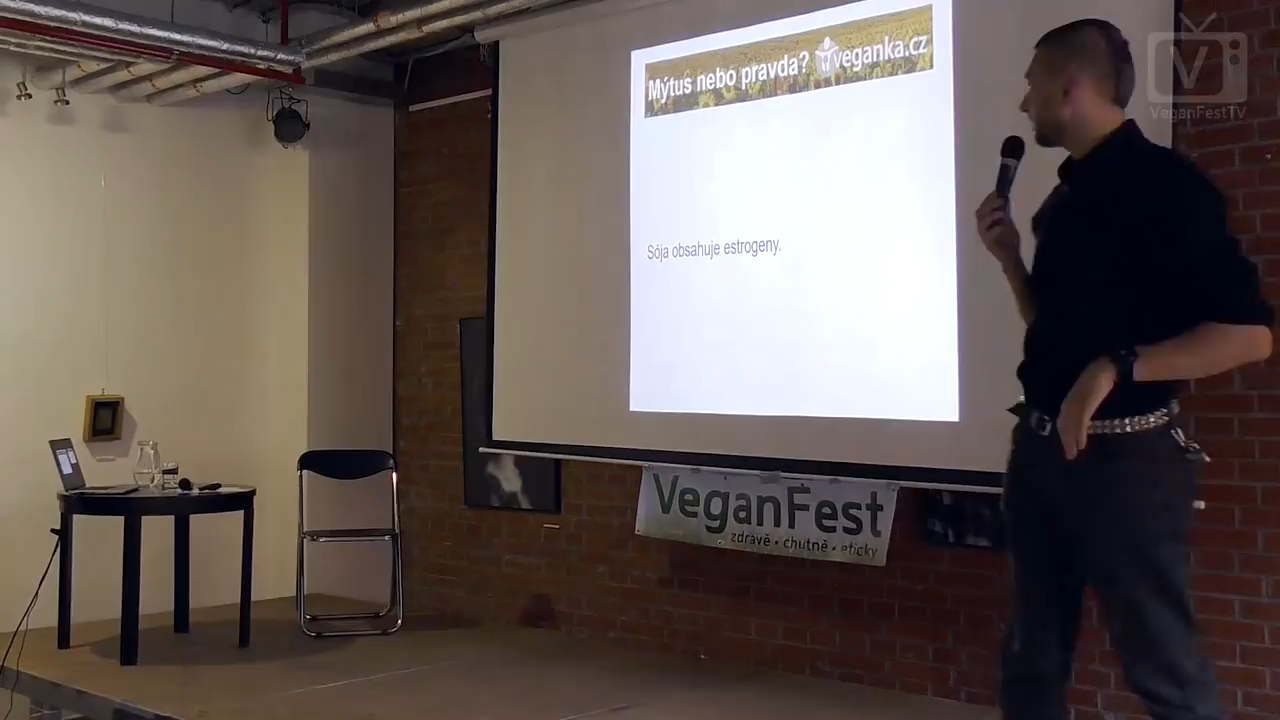 Mýtus nebo pravda? veganka.cz
Sója obsahuje estrogeny.
VeganFest
zdravě • chutně • eticky
VeganFestTV